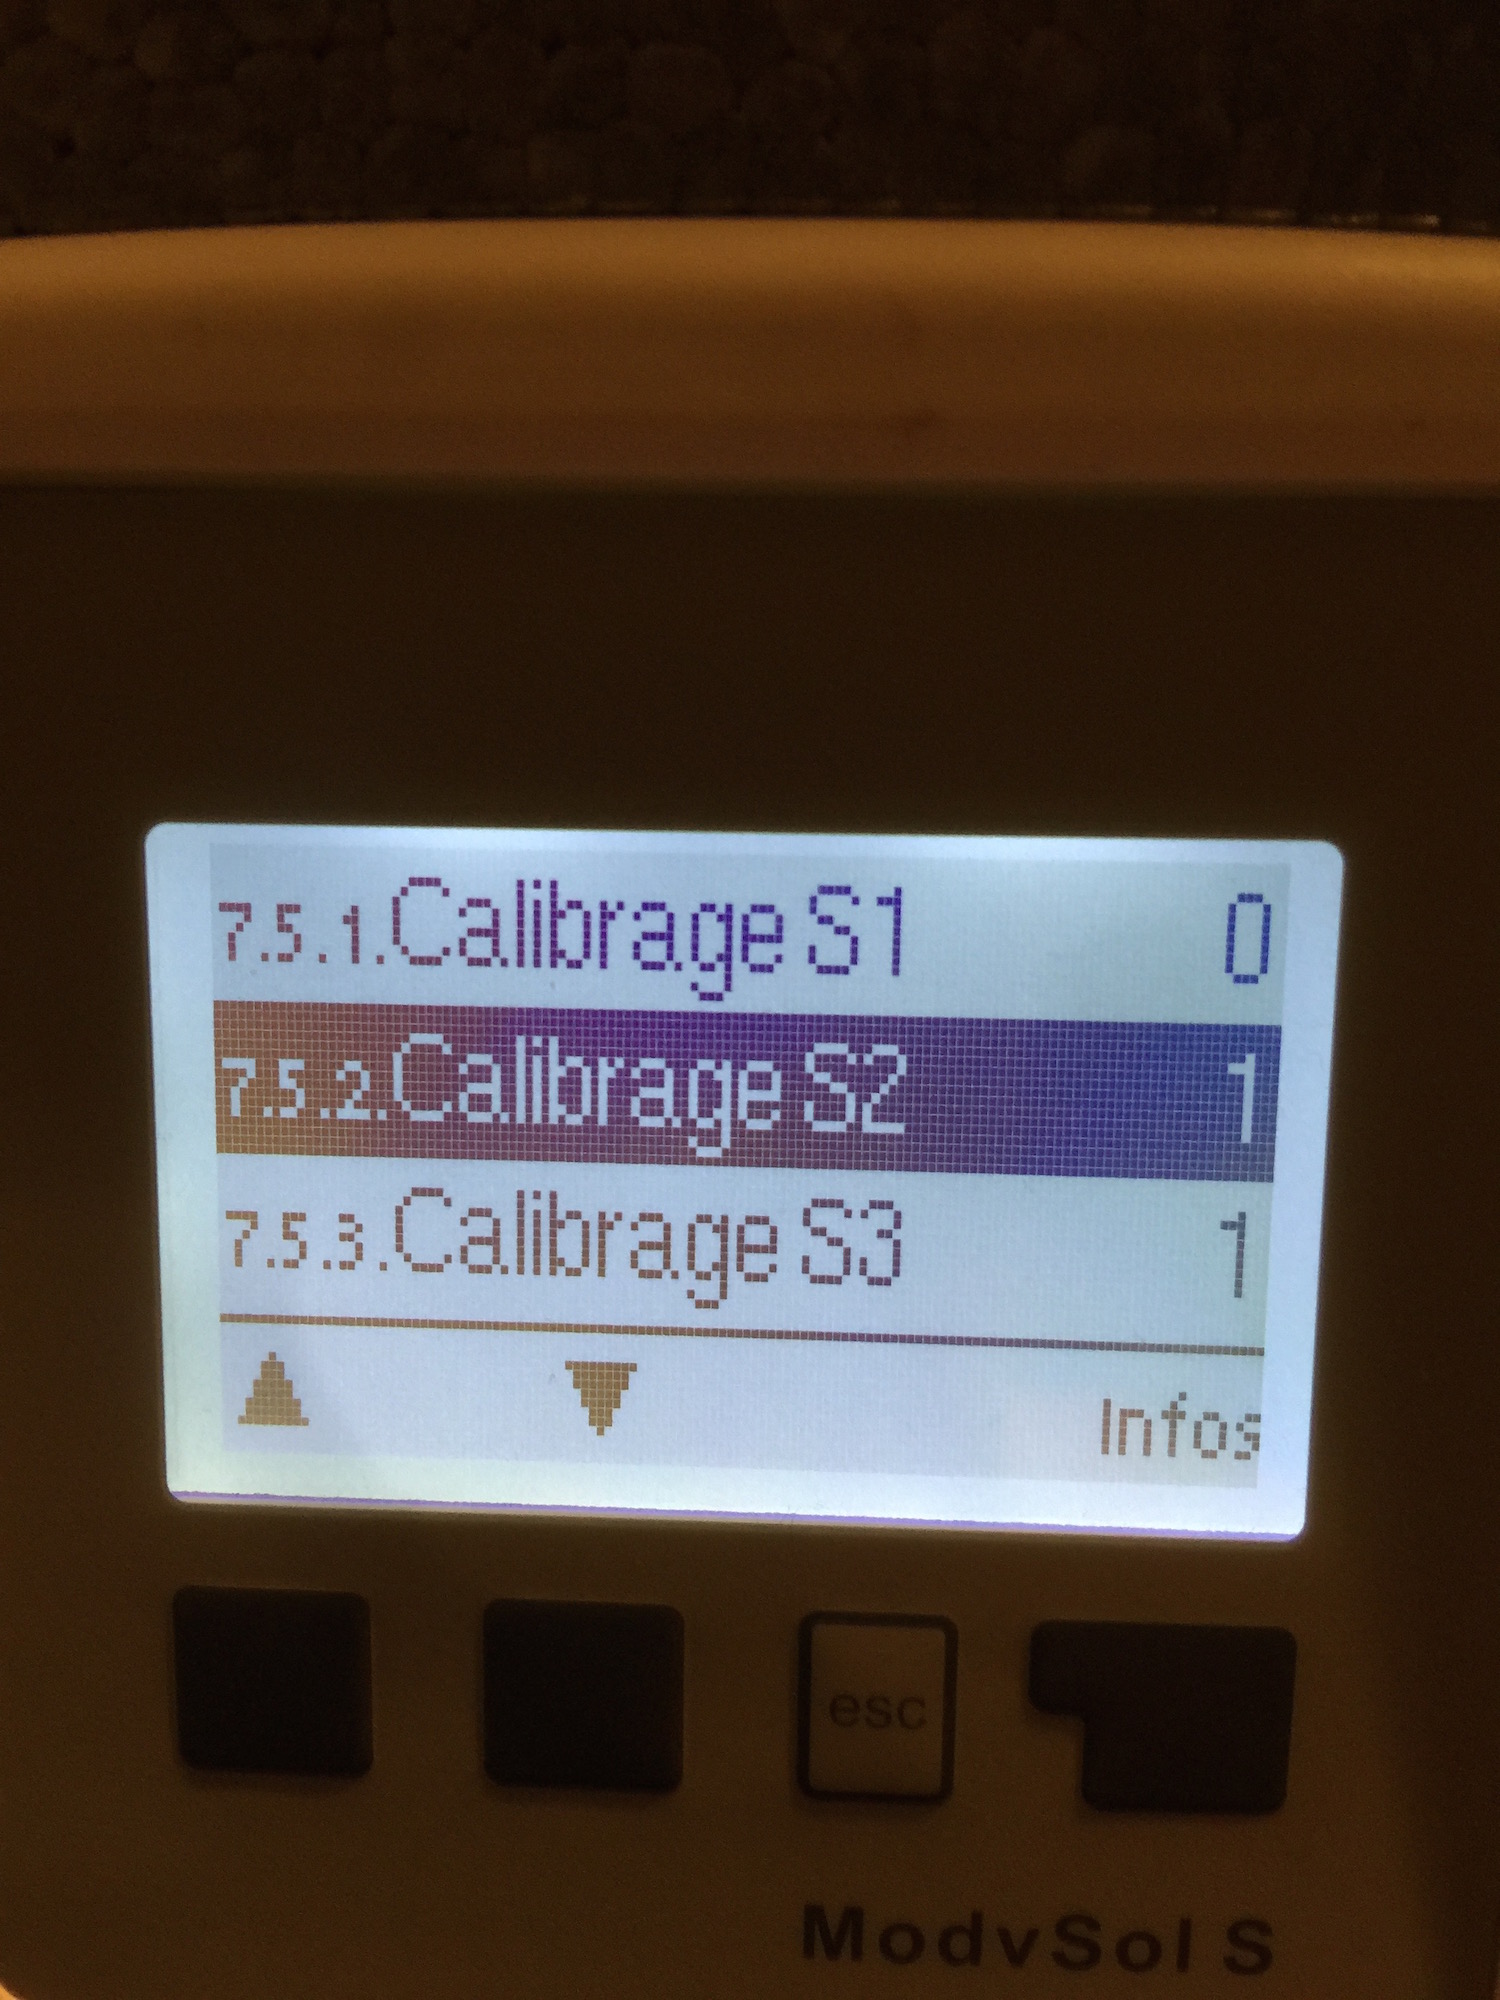 7.5.1.Calibrage S1 0
7.5.2.Calibrage S2 1
7.5.3.Calibrage S3 1
Infos
esc
ModvSol S